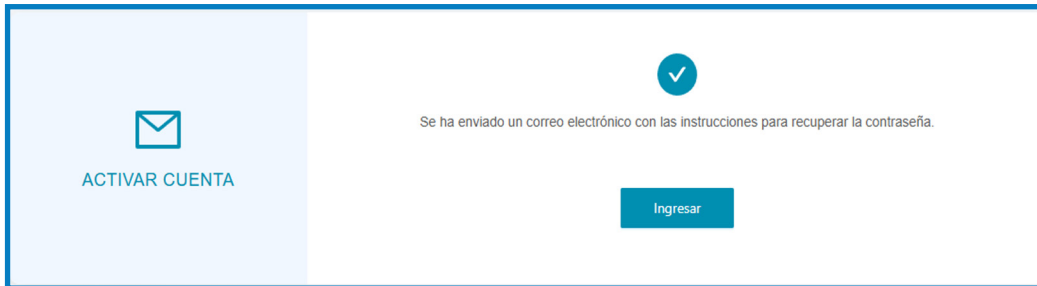 Se ha enviado un correo electrónico con las instrucciones para recuperar la contraseña.
ACTIVAR CUENTA
Ingresar